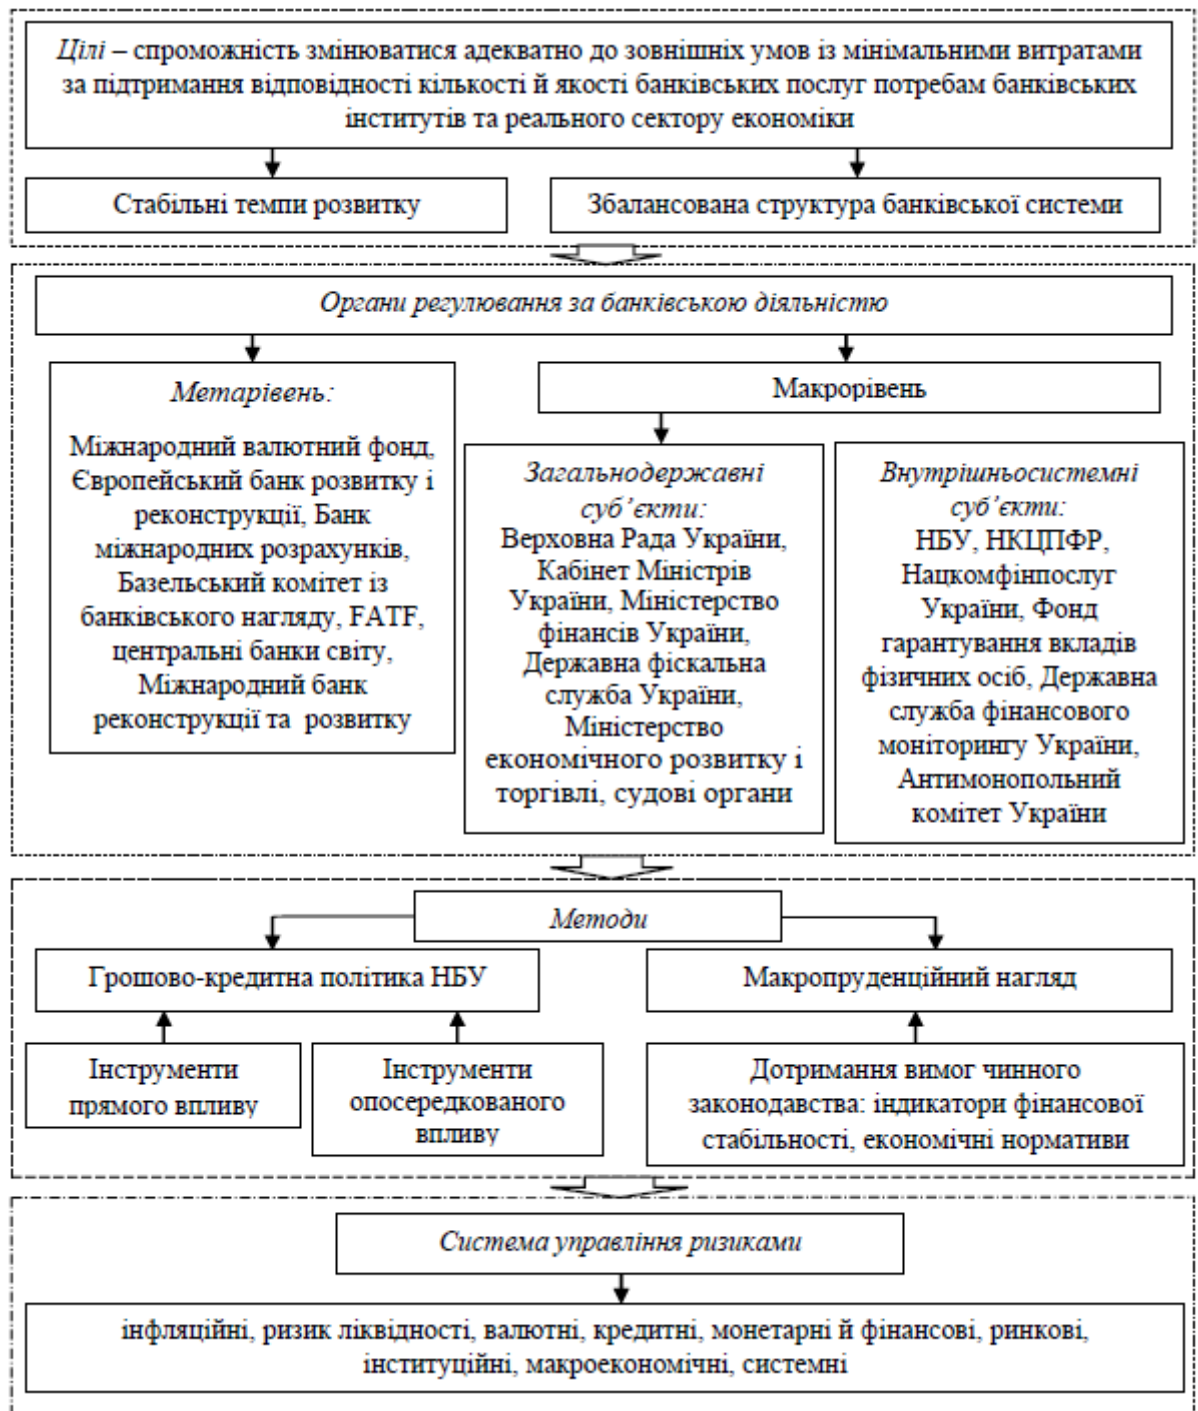 Цілі – спроможність змінюватися адекватно до зовнішніх умов із мінімальними витратами
за підтримання відповідності кількості й якості банківських послуг потребам банківських
інститутів та реального сектору економіки
Стабільні темпи розвитку
Збалансована структура банківської системи
Органи регулювання за банківською діяльністю
Метарівень:
Міжнародний валютний фонд,
Європейський банк розвитку і
реконструкції, Банк
міжнародних розрахунків,
Базельський комітет із
банківського нагляду, FATF,
центральні банки світу,
Міжнародний банк
реконструкції та розвитку
Макрорівень
Загальнодержавні
суб’єкти:
Верховна Рада України,
Кабінет Міністрів
України, Міністерство
фінансів України,
Державна фіскальна
служба України,
Міністерство
економічного розвитку і
торгівлі, судові органи
Внутрішньосистемні
суб’єкти:
НБУ, НКЦПФР,
Нацкомфінпослуг
України, Фонд
гарантування вкладів
фізичних осіб, Державна
служба фінансового
моніторингу України,
Антимонопольний
комітет України
Методи
Грошово-кредитна політика НБУ
Макропруденційний нагляд
Інструменти
прямого впливу
Інструменти
опосередкованого
впливу
Дотримання вимог чинного
законодавства: індикатори фінансової
стабільності, економічні нормативи
Система управління ризиками
інфляційні, ризик ліквідності, валютні, кредитні, монетарні й фінансові, ринкові,
інституційні, макроекономічні, системні